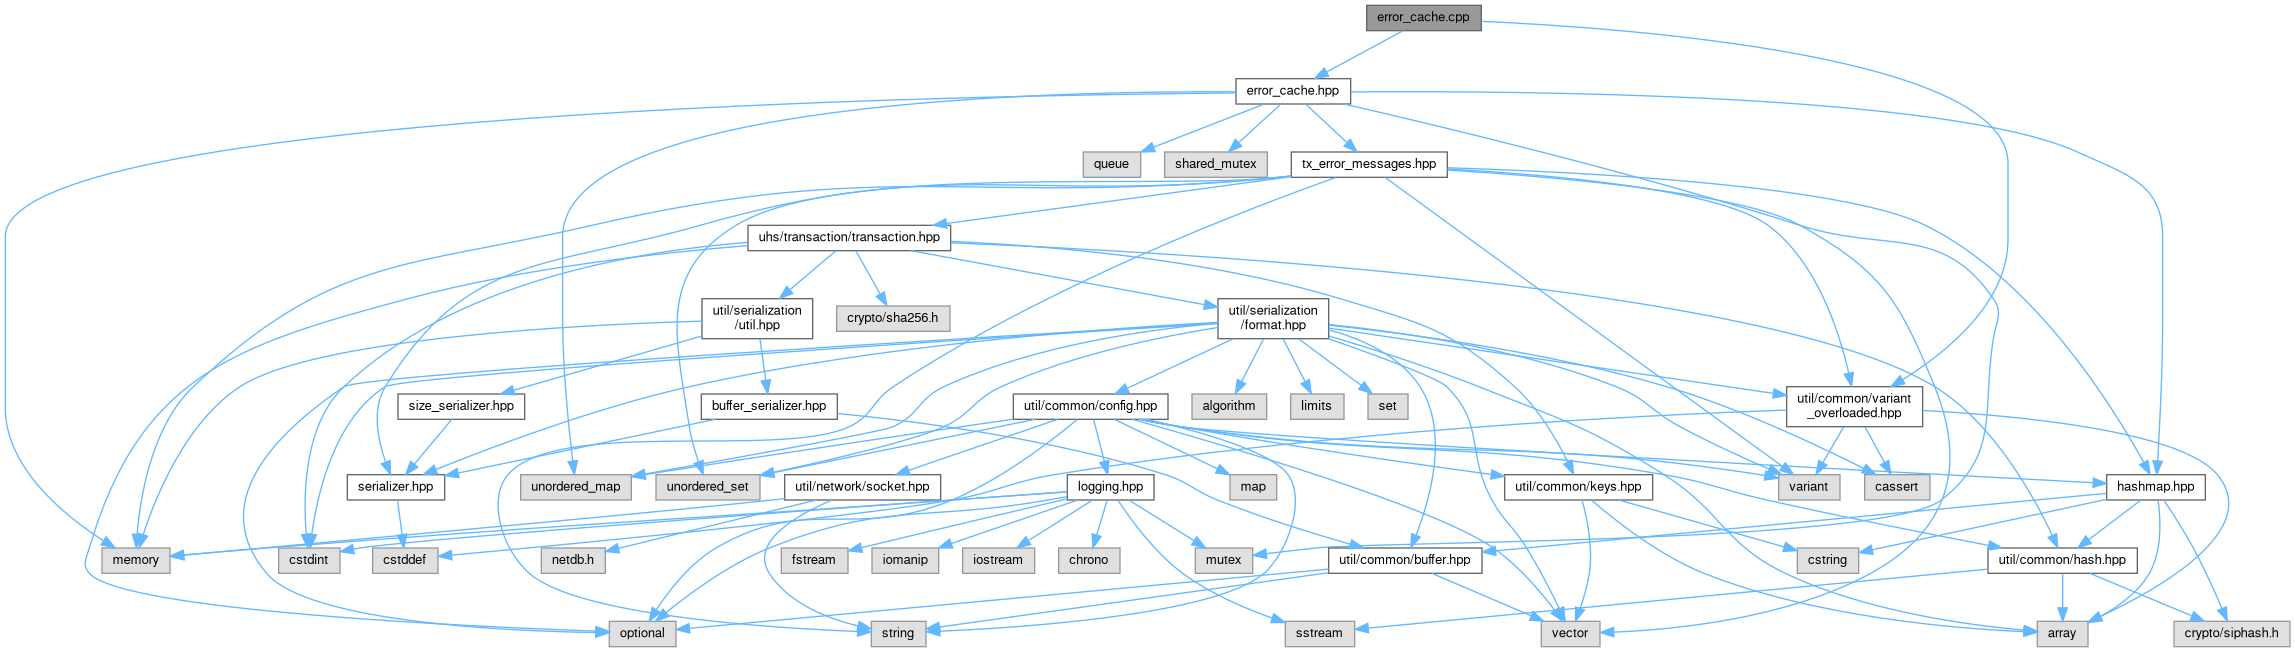 error_cache.cpp
error_cache.hpp
queue
shared_mutex
tx_error_messages.hpp
uhs/transaction/transaction.hpp
util/serialization
/util.hpp
crypto/sha256.h
util/serialization
/format.hpp
size_serializer.hpp
buffer_serializer.hpp
util/common/config.hpp
algorithm
limits
set
util/common/variant
_overloaded.hpp
serializer.hpp
unordered_map
unordered_set
util/network/socket.hpp
logging.hpp
map
util/common/keys.hpp
variant
cassert
hashmap.hpp
memory
cstdint
cstddef
netdb.h
fstream
iomanip
iostream
chrono
mutex
util/common/buffer.hpp
cstring
util/common/hash.hpp
optional
string
sstream
vector
array
crypto/siphash.h